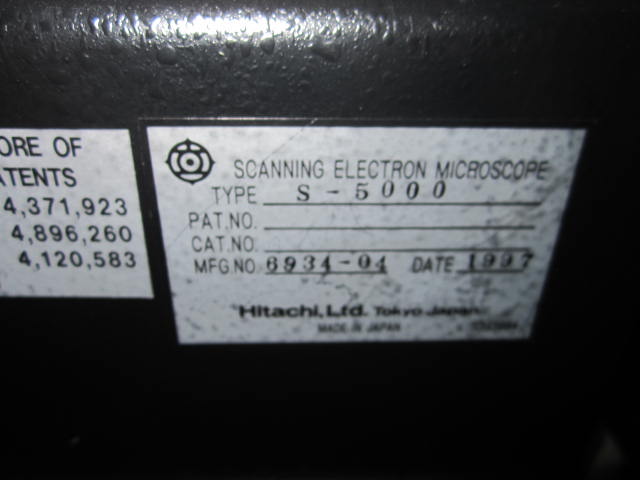 ORE OF
TENTS
4,371,923
4,896,260
4,120,583
SCANNING ELECTRON MICROSCOPE
TYPE S-5000
PAT.NO.
CAT.NO.
MFG.NO. 6934-04 DATE 1997
Hitachi, Ltd. Tokyo Japan
MADE IN JAPAN